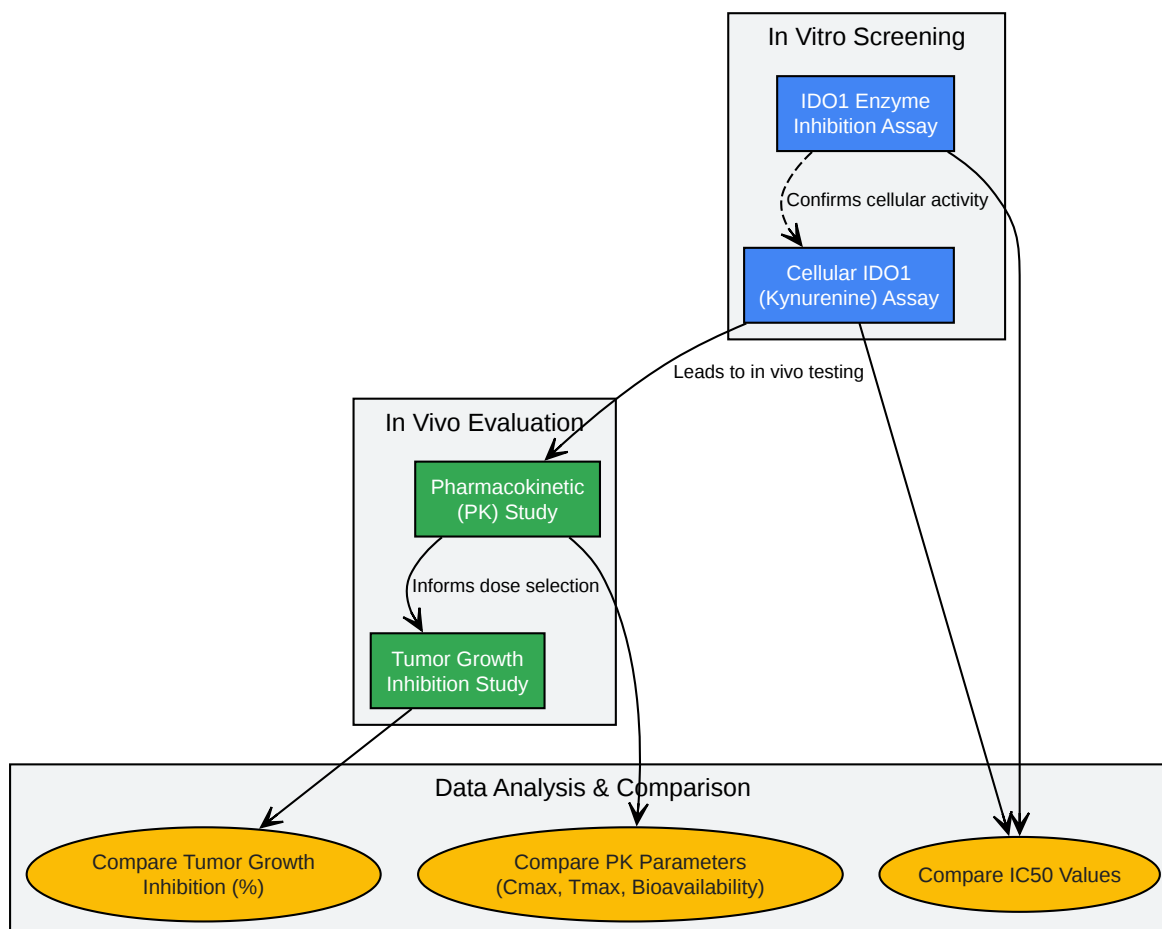 In Vitro Screening
IDO1 Enzyme
Inhibition Assay
Confirms cellular activity
Cellular IDO1
(Kynurenine) Assay
Leads to in vivo testing
In Vivo Evaluation
Pharmacokinetic
(PK) Study
Informs dose selection
Tumor Growth
Inhibition Study
Data Analysis & Comparison
Compare Tumor Growth
Inhibition (%)
Compare PK Parameters
(Cmax, Tmax, Bioavailability)
Compare IC50 Values